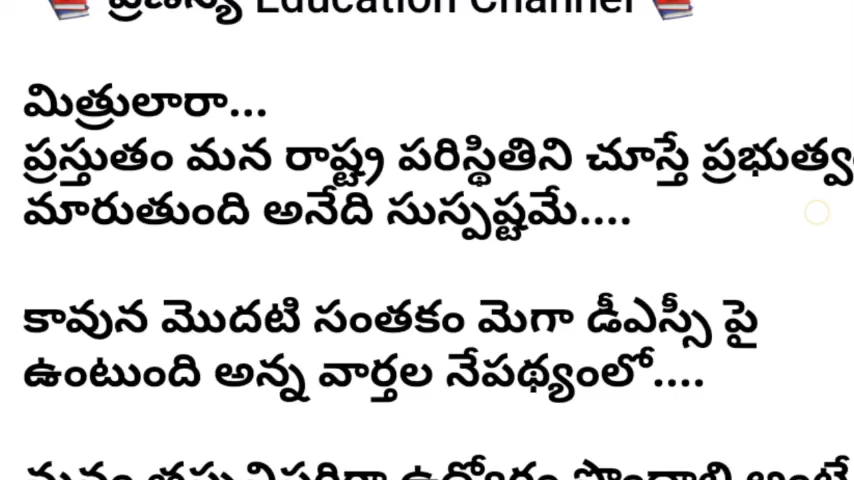 Education Channel
మిత్రులారా...
ప్రస్తుతం మన రాష్ట్ర పరిస్థితిని చూస్తే
మారుతుంది అనేది సుస్పష్టమే....
కావున మొదటి సంతకం మెగా డీఎస్సీ పై
ఉంటుంది అన్న వార్తల నేపథ్యంలో....